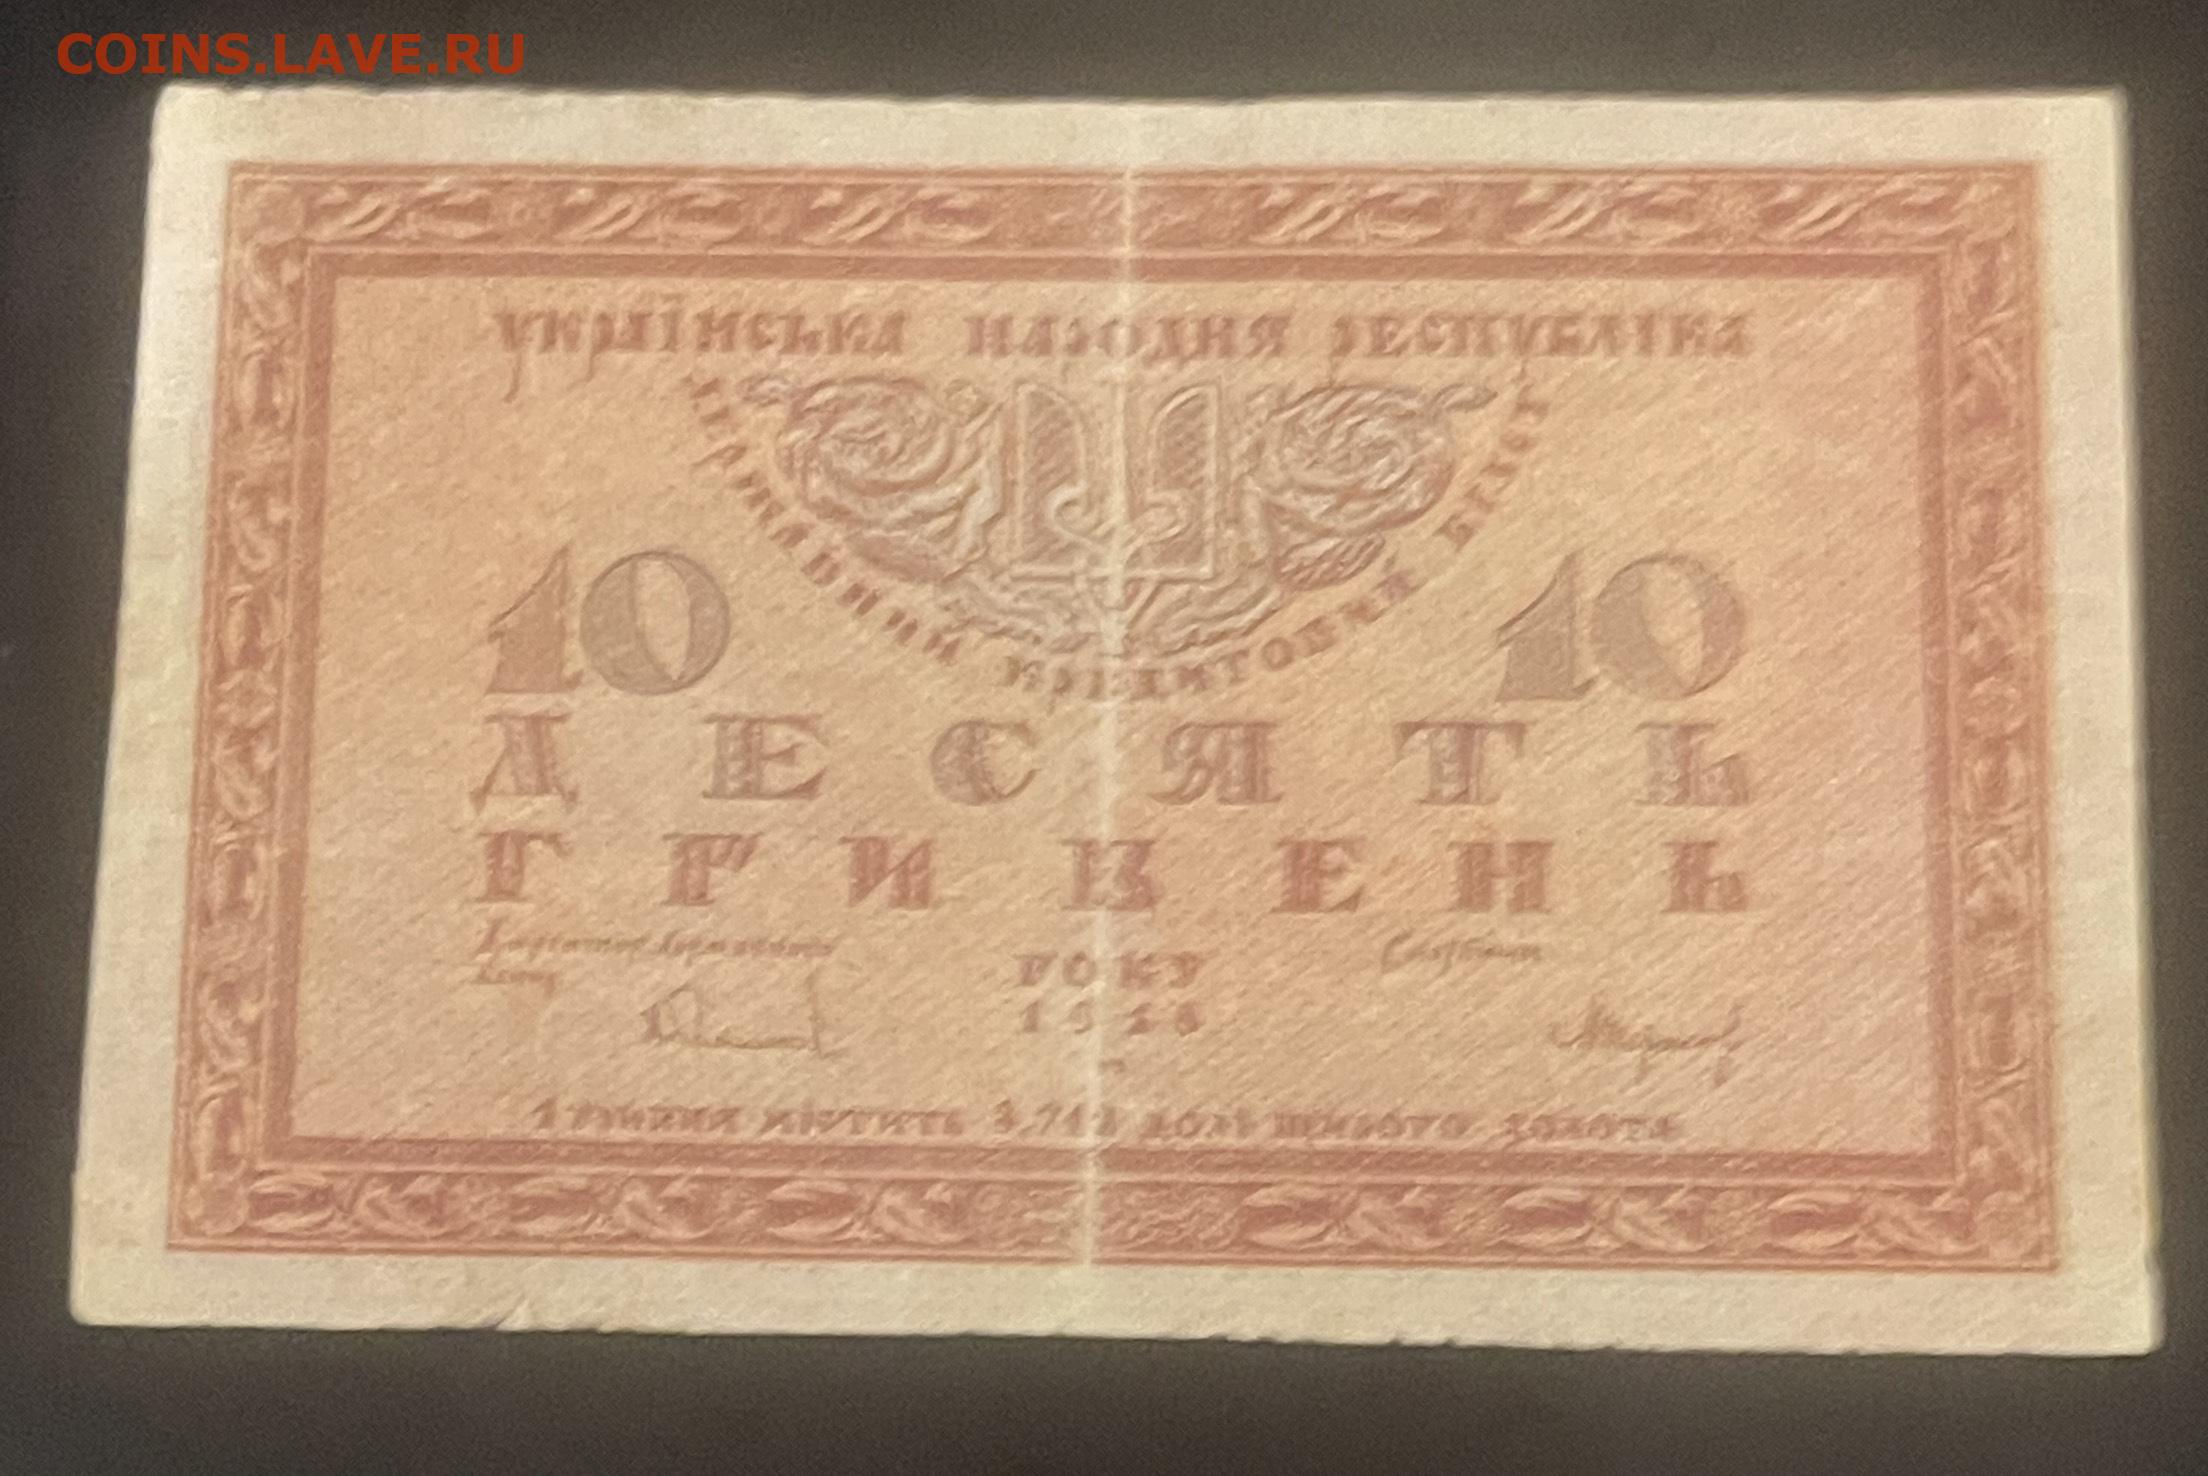 COINS.LAVE.RU
УКРАЇНСЬКА НАРОДНЯ РЕСПУБЛІКА
ДЕРЖАВНИЙ КРЕДИТОВИЙ БІЛЕТ
10 10
ДЕСЯТЬ
ГРИВЕНЬ
Скарбник
РОКУ
1918
1 ГРИВНЯ МІСТИТЬ 8.712 ДОЛІ ЩИРОГО ЗОЛОТА